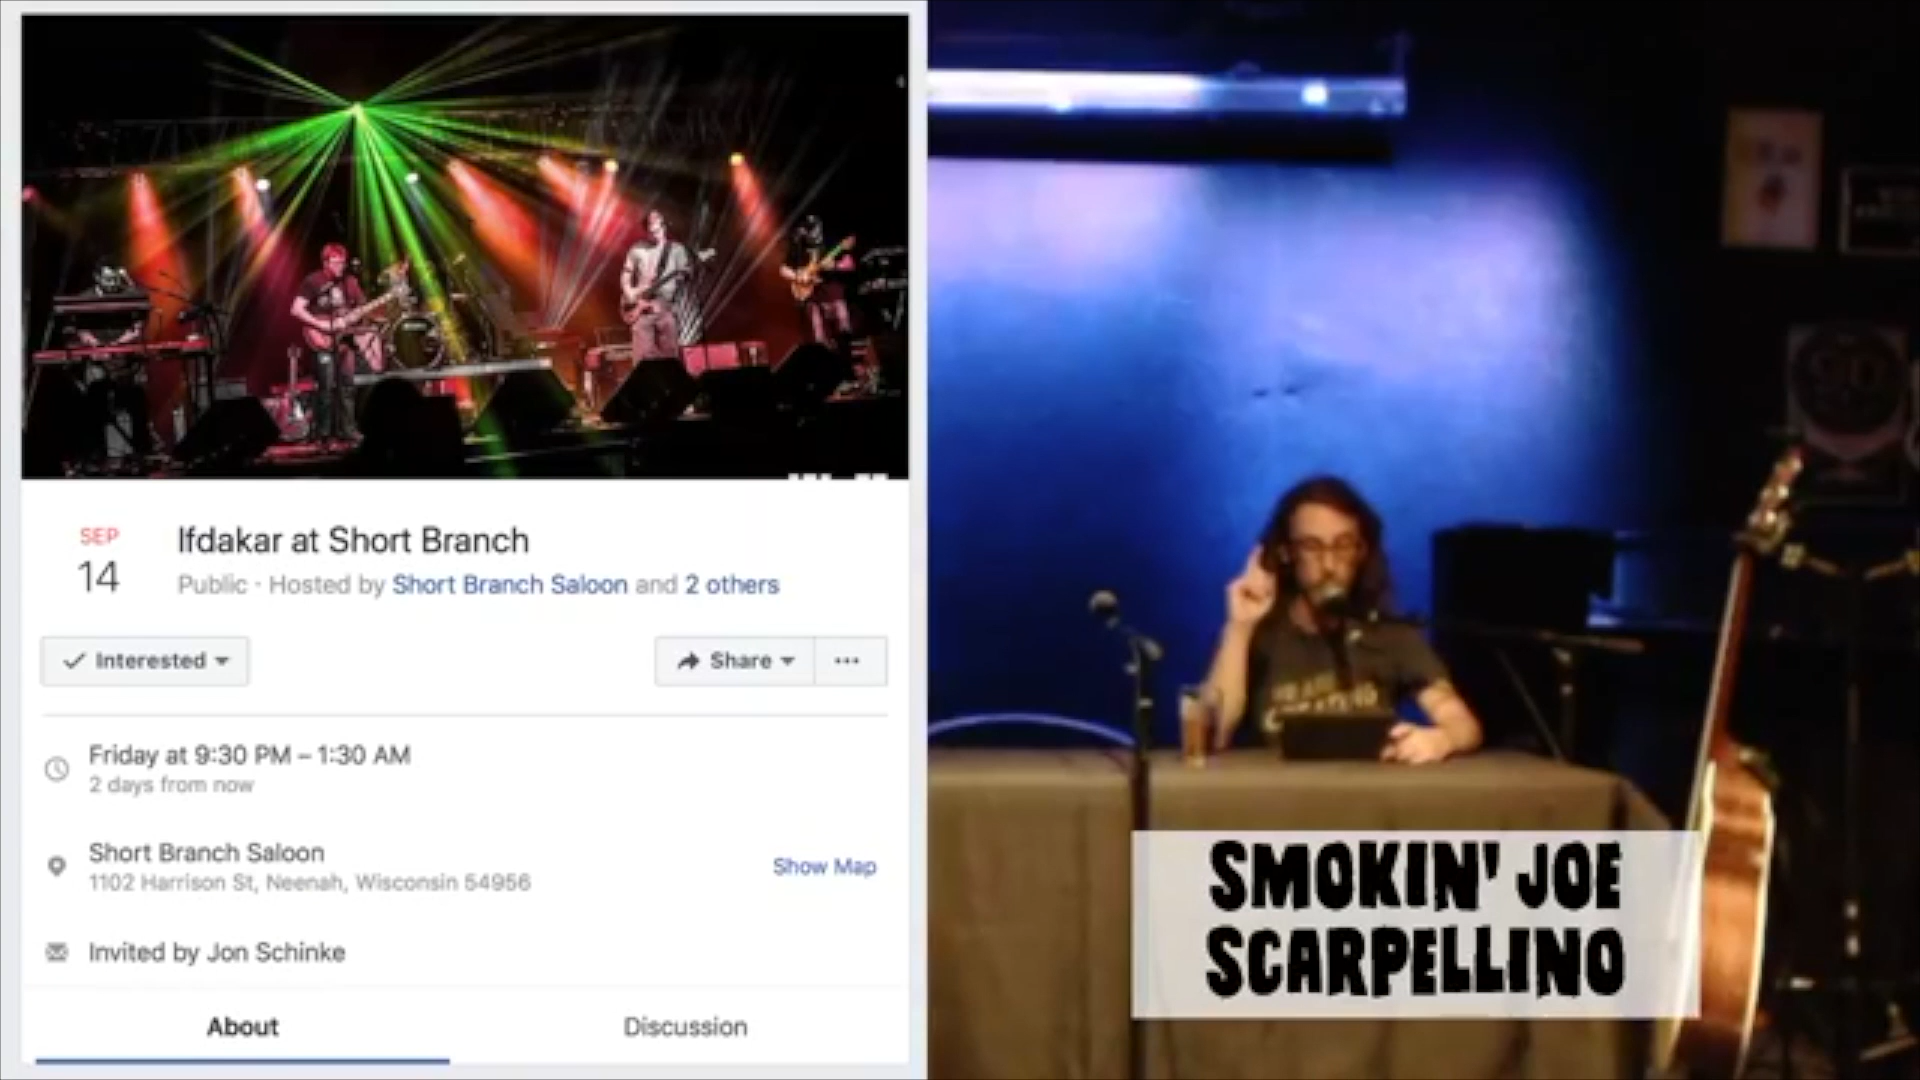 SEP
14
Ifdakar at Short Branch
Public · Hosted by Short Branch Saloon and 2 others
Interested
Share
Friday at 9:30 PM – 1:30 AM
2 days from now
Short Branch Saloon
1102 Harrison St, Neenah, Wisconsin 54956
Show Map
Invited by Jon Schinke
About
Discussion
SMOKIN' JOE
SCARPELLINO